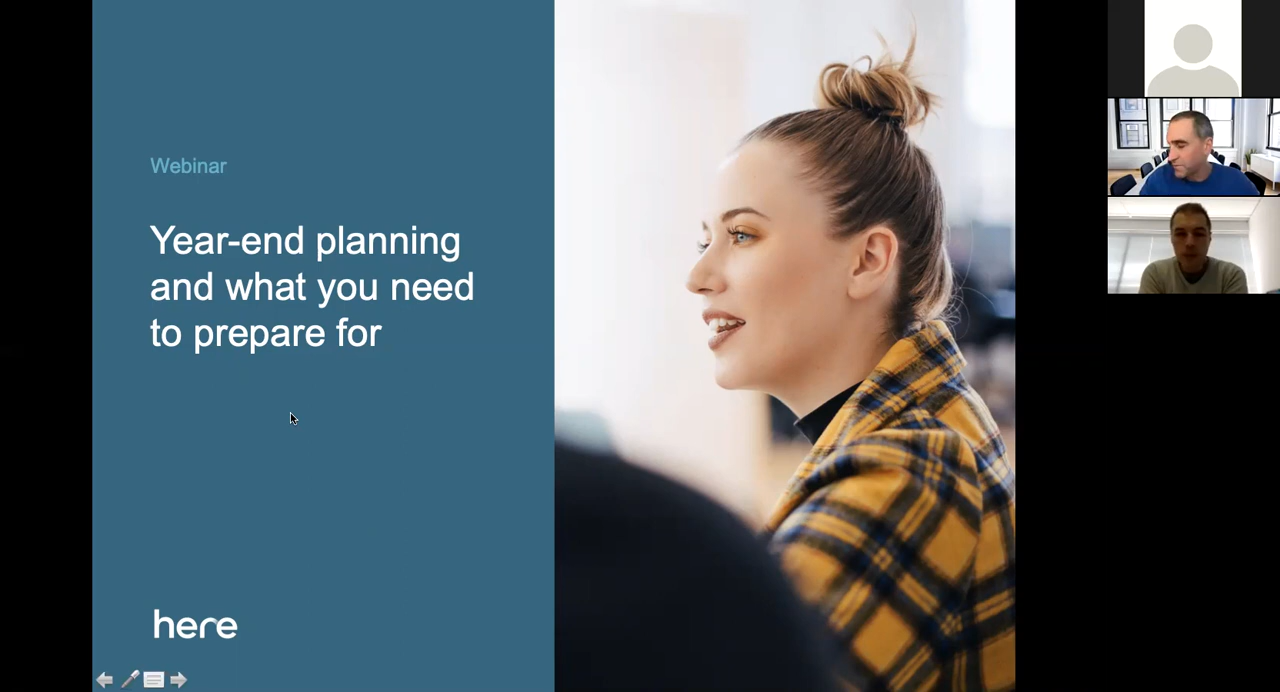 Webinar
Year-end planning
and what you need
to prepare for
here